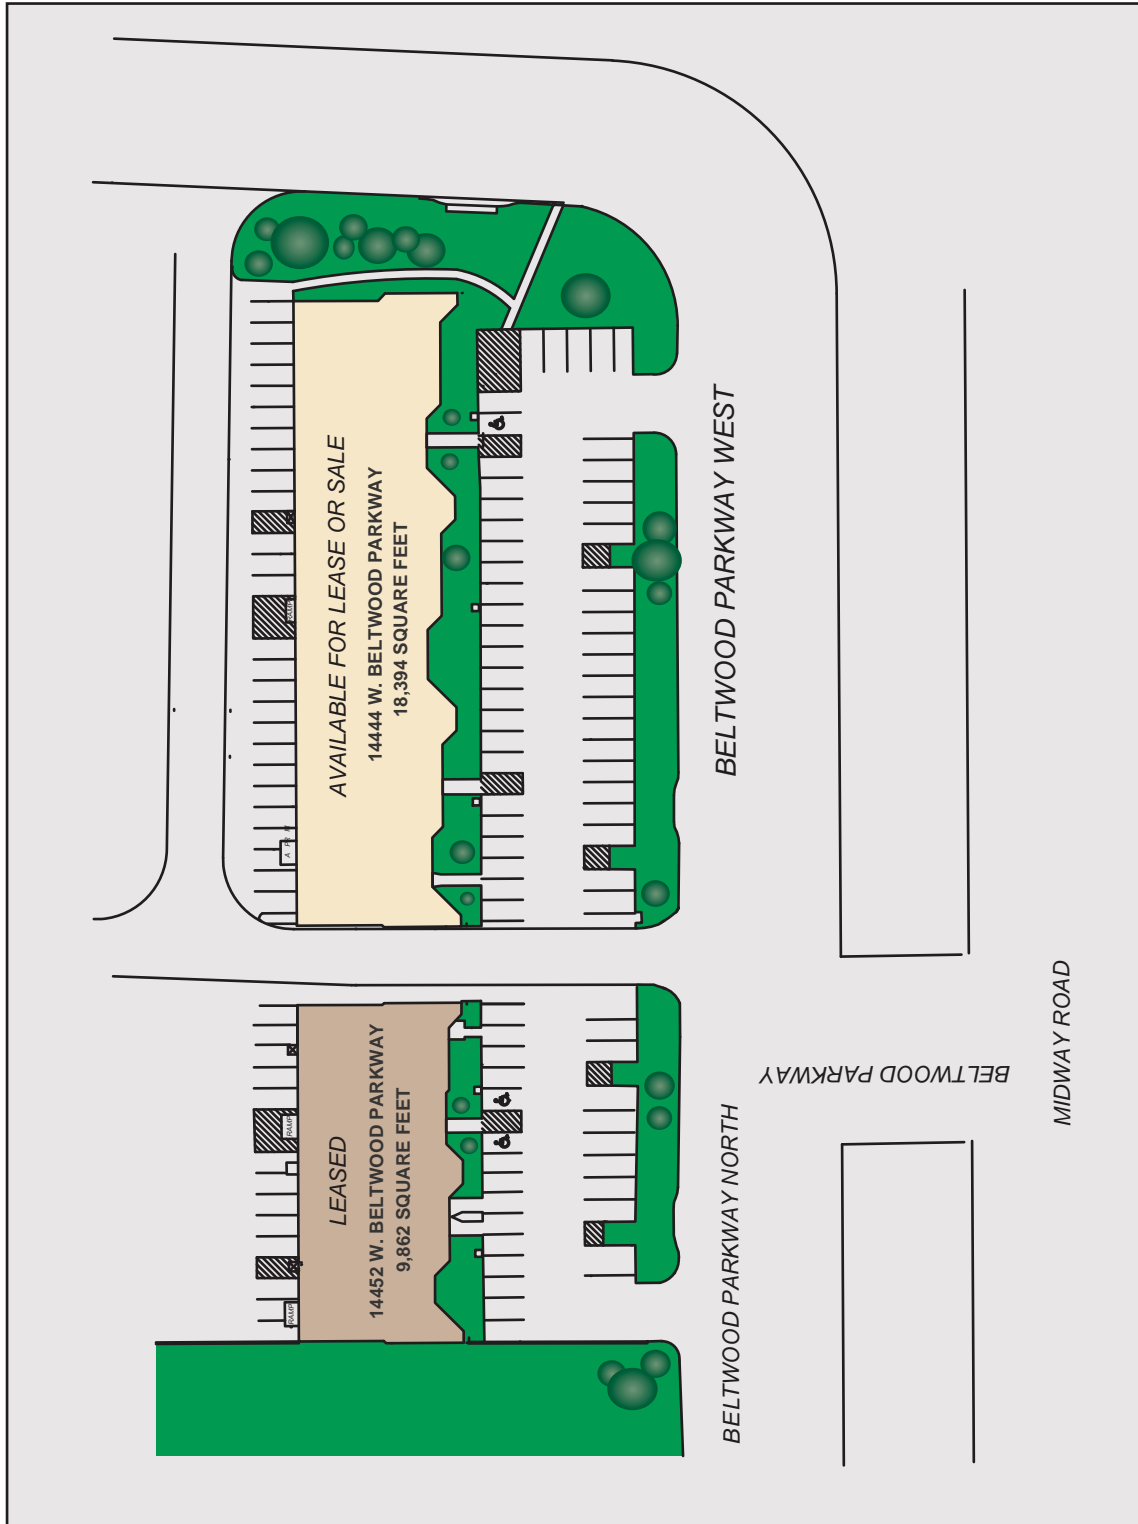 AVAILABLE FOR LEASE OR SALE
14444 W. BELTWOOD PARKWAY
18,394 SQUARE FEET
RAMP
BELTWOOD PARKWAY WEST
LEASED
14452 W. BELTWOOD PARKWAY
9,862 SQUARE FEET
RAMP
RAMP
BELTWOOD PARKWAY NORTH
BELTWOOD PARKWAY
MIDWAY ROAD